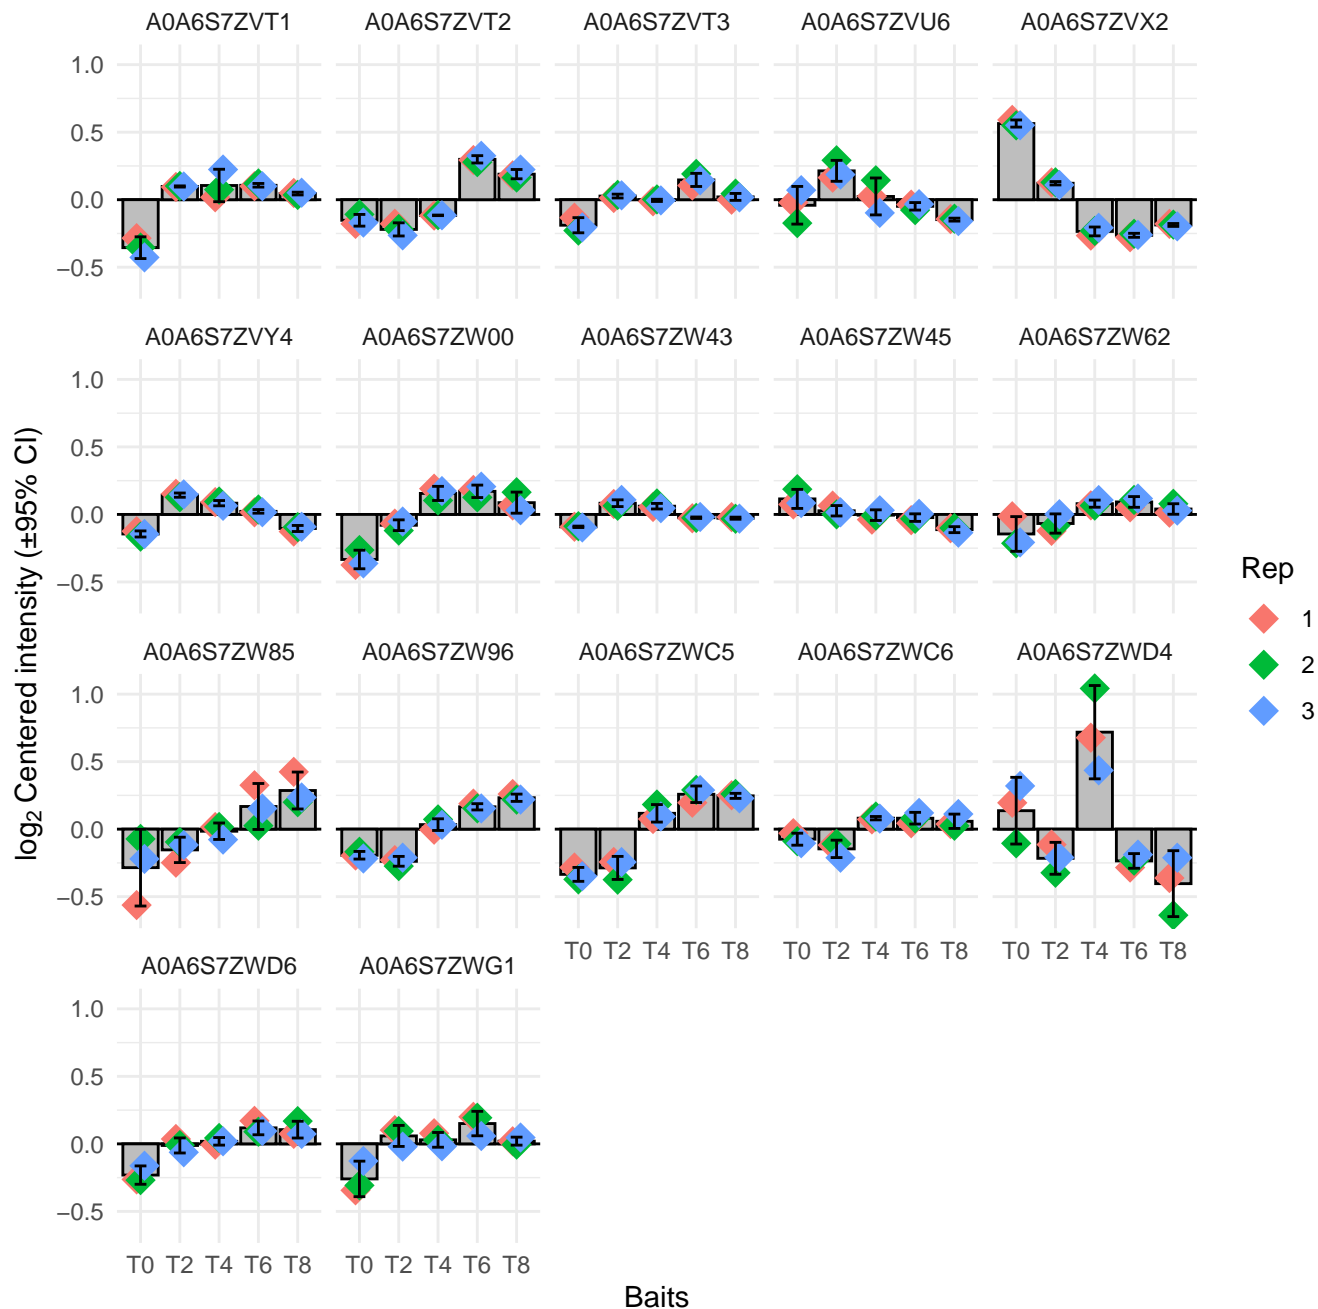 A0A6S7ZVT1 A0A6S7ZVT2 A0A6S7ZVT3 A0A6S7ZVU6 A0A6S7ZVX2
1.0
0.5
0.0
−0.5
A0A6S7ZVY4 A0A6S7ZW00 A0A6S7ZW43 A0A6S7ZW45 A0A6S7ZW62
1.0
0.5
0.0
−0.5
A0A6S7ZW85 A0A6S7ZW96 A0A6S7ZWC5 A0A6S7ZWC6 A0A6S7ZWD4
1.0
0.5
0.0
−0.5
T0 T2 T4 T6 T8 T0 T2 T4 T6 T8 T0 T2 T4 T6 T8
A0A6S7ZWD6 A0A6S7ZWG1
1.0
0.5
0.0
−0.5
T0 T2 T4 T6 T8 T0 T2 T4 T6 T8
Baits
log₂ Centered intensity (±95% CI)
Rep
1
2
3